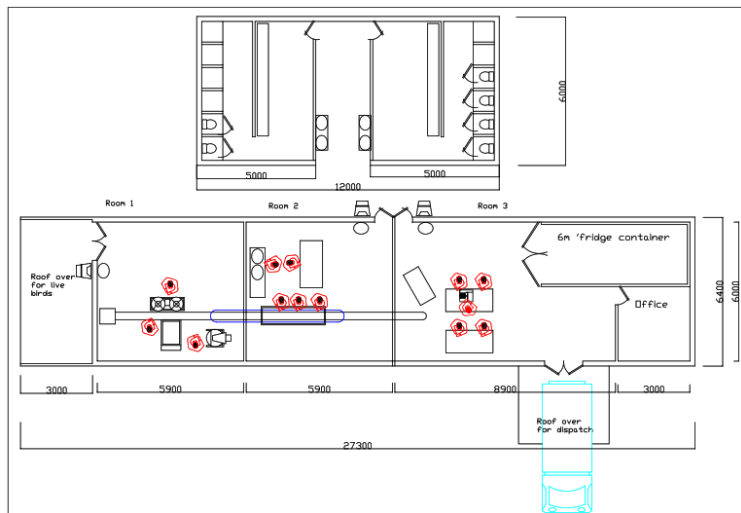 5000
5000
12000
6000
Room 1
Room 2
Room 3
Roof over
for live
birds
6m 'fridge container
Office
6400
6000
3000
5900
5900
8900
3000
Roof over
for dispatch
27300